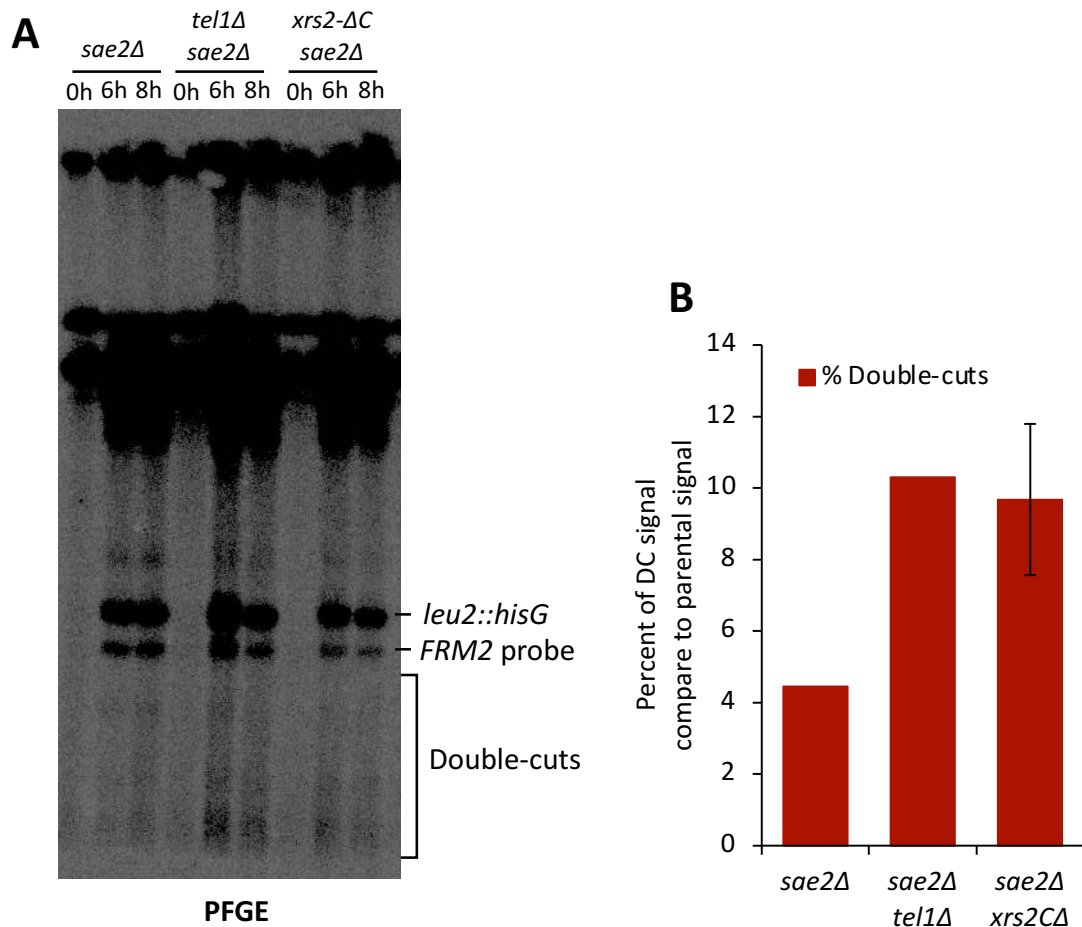 A
sae2Δ
tel1Δ
sae2Δ
xrs2-ΔC
sae2Δ
0h 6h 8h 0h 6h 8h 0h 6h 8h
leu2::hisG
FRM2 probe
Double-cuts
PFGE
B
% Double-cuts
Percent of DC signal
compare to parental signal
14
12
10
8
6
4
2
0
sae2Δ
sae2Δ
tel1Δ
sae2Δ
xrs2CΔ